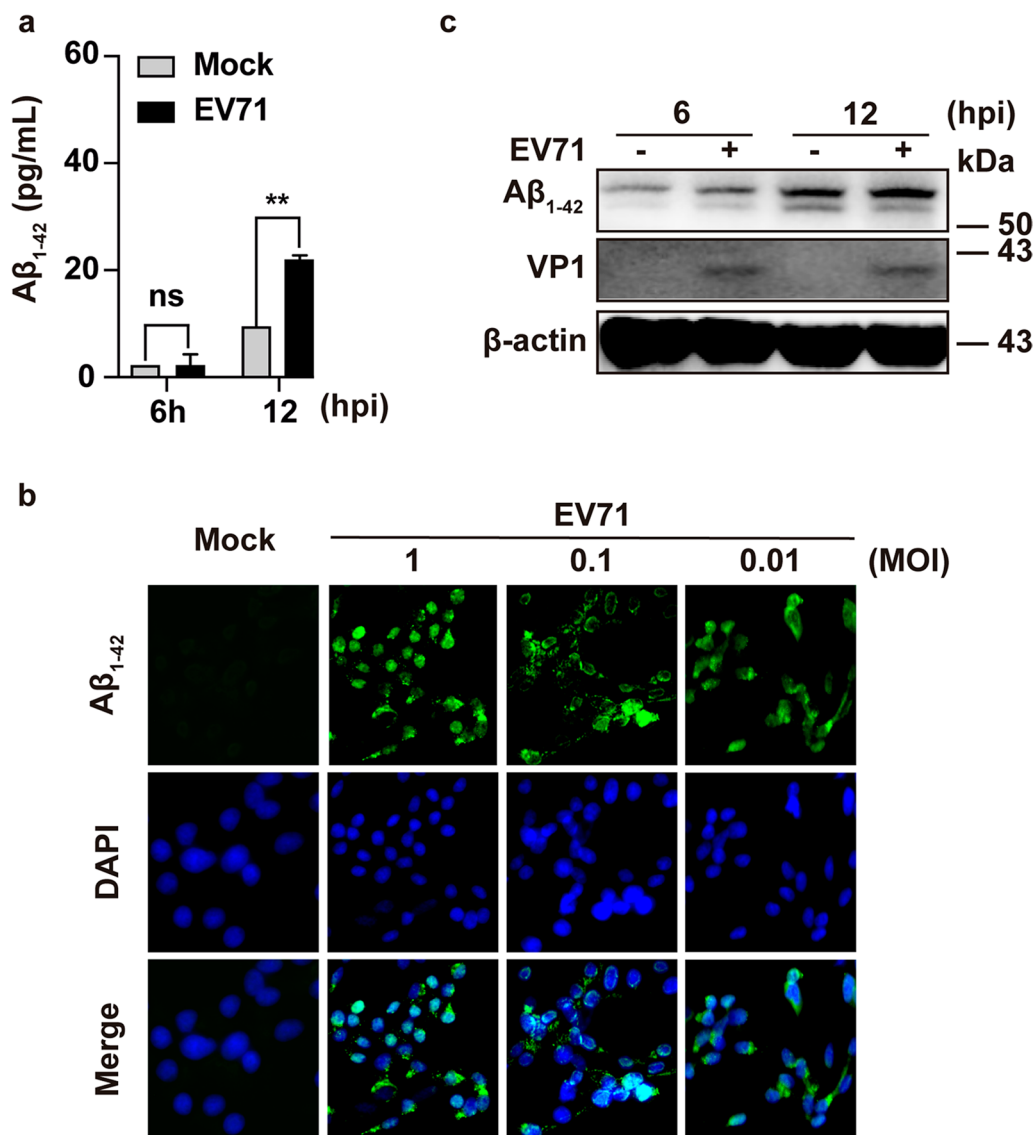 a
60
40
20
0
Aβ1-42 (pg/mL)
Mock
EV71
ns
**
6h
12
(hpi)
c
6
12
(hpi)
EV71
-
+
-
+
kDa
Aβ1-42
50
VP1
43
β-actin
43
b
EV71
Mock
1
0.1
0.01
(MOI)
Aβ1-42
DAPI
Merge